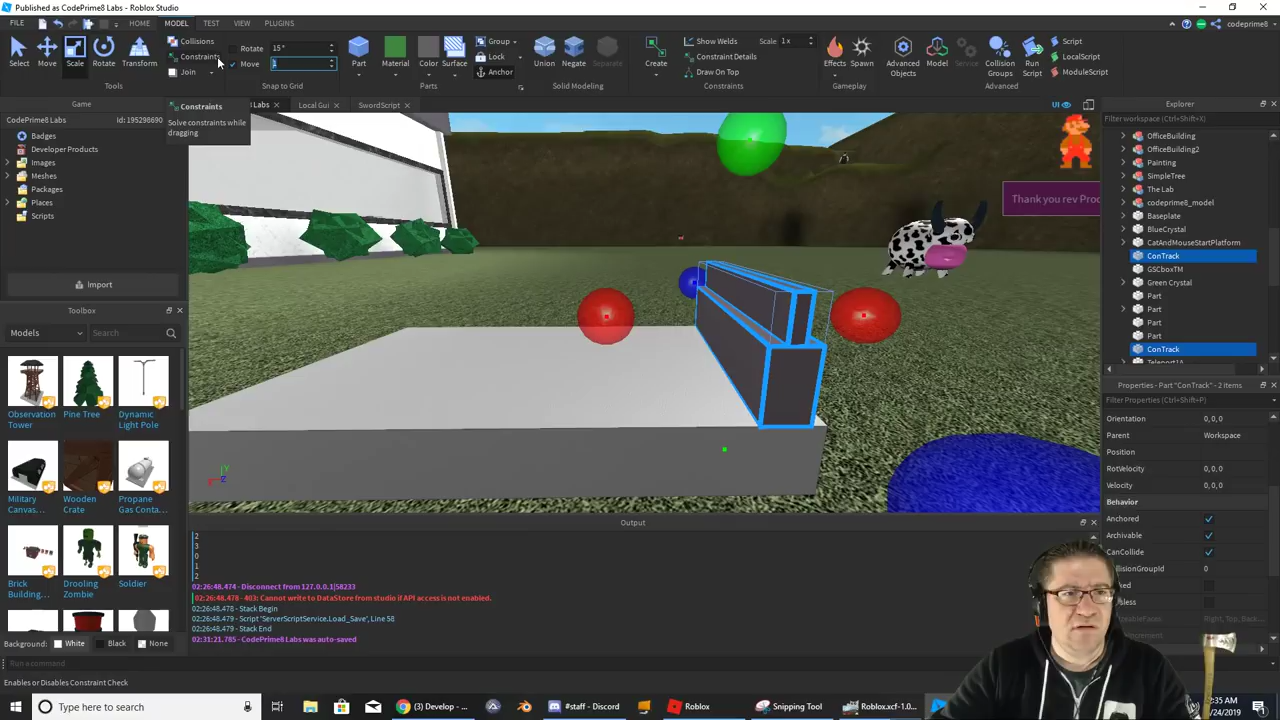 Published as CodePrime8 Labs - Roblox Studio
FILE HOME MODEL TEST VIEW PLUGINS codeprime8
Select Move Scale Rotate Transform
Collisions
Constraints
Join
Rotate 15°
Move
Part Material Color Surface
Group
Lock
Anchor
Union Negate Separate
Create
Show Welds
Constraint Details
Draw On Top
Scale 1x
Effects Spawn
Advanced Objects Model Collision Groups Run Script
Script
LocalScript
ModuleScript
Tools Snap to Grid Parts Solid Modeling Constraints Gameplay Advanced
Game
Labs Local Gui SwordScript
UI
Constraints
Solve constraints while
dragging
CodePrime8 Labs Id: 195298690
Badges
Developer Products
Images
Meshes
Packages
Places
Scripts
Import
Toolbox
Models Search
Observation
Tower
Pine Tree
Dynamic
Light Pole
Military
Canvas...
Wooden
Crate
Propane
Gas Conta...
Brick
Building...
Drooling
Zombie
Soldier
Background: White Black None
Thank you rev Proc
Y
Output
2
3
0
1
2
02:26:48.474 - Disconnect from 127.0.0.1|58233
02:26:48.478 - 403: Cannot write to DataStore from studio if API access is not enabled.
02:26:48.478 - Stack Begin
02:26:48.479 - Script 'ServerScriptService.Load_Save', Line 58
02:26:48.479 - Stack End
02:31:21.785 - CodePrime8 Labs was auto-saved
Explorer
Filter workspace (Ctrl+Shift+X)
OfficeBuilding
OfficeBuilding2
Painting
SimpleTree
The Lab
codeprime8_model
Baseplate
BlueCrystal
CatAndMouseStartPlatform
ConTrack
GSCboxTM
Green Crystal
Part
Part
Part
Part
ConTrack
Properties - Part "ConTrack" - 2 items
Filter Properties (Ctrl+Shift+P)
Orientation 0, 0, 0
Parent Workspace
Position
RotVelocity 0, 0, 0
Velocity 0, 0, 0
Behavior
Anchored
Archivable
CanCollide
CollisionGroupId 0
Run a command
Enables or Disables Constraint Check
Type here to search
(3) Develop - ...
#staff - Discord
Roblox
Snipping Tool
Roblox.xcf-1.0...